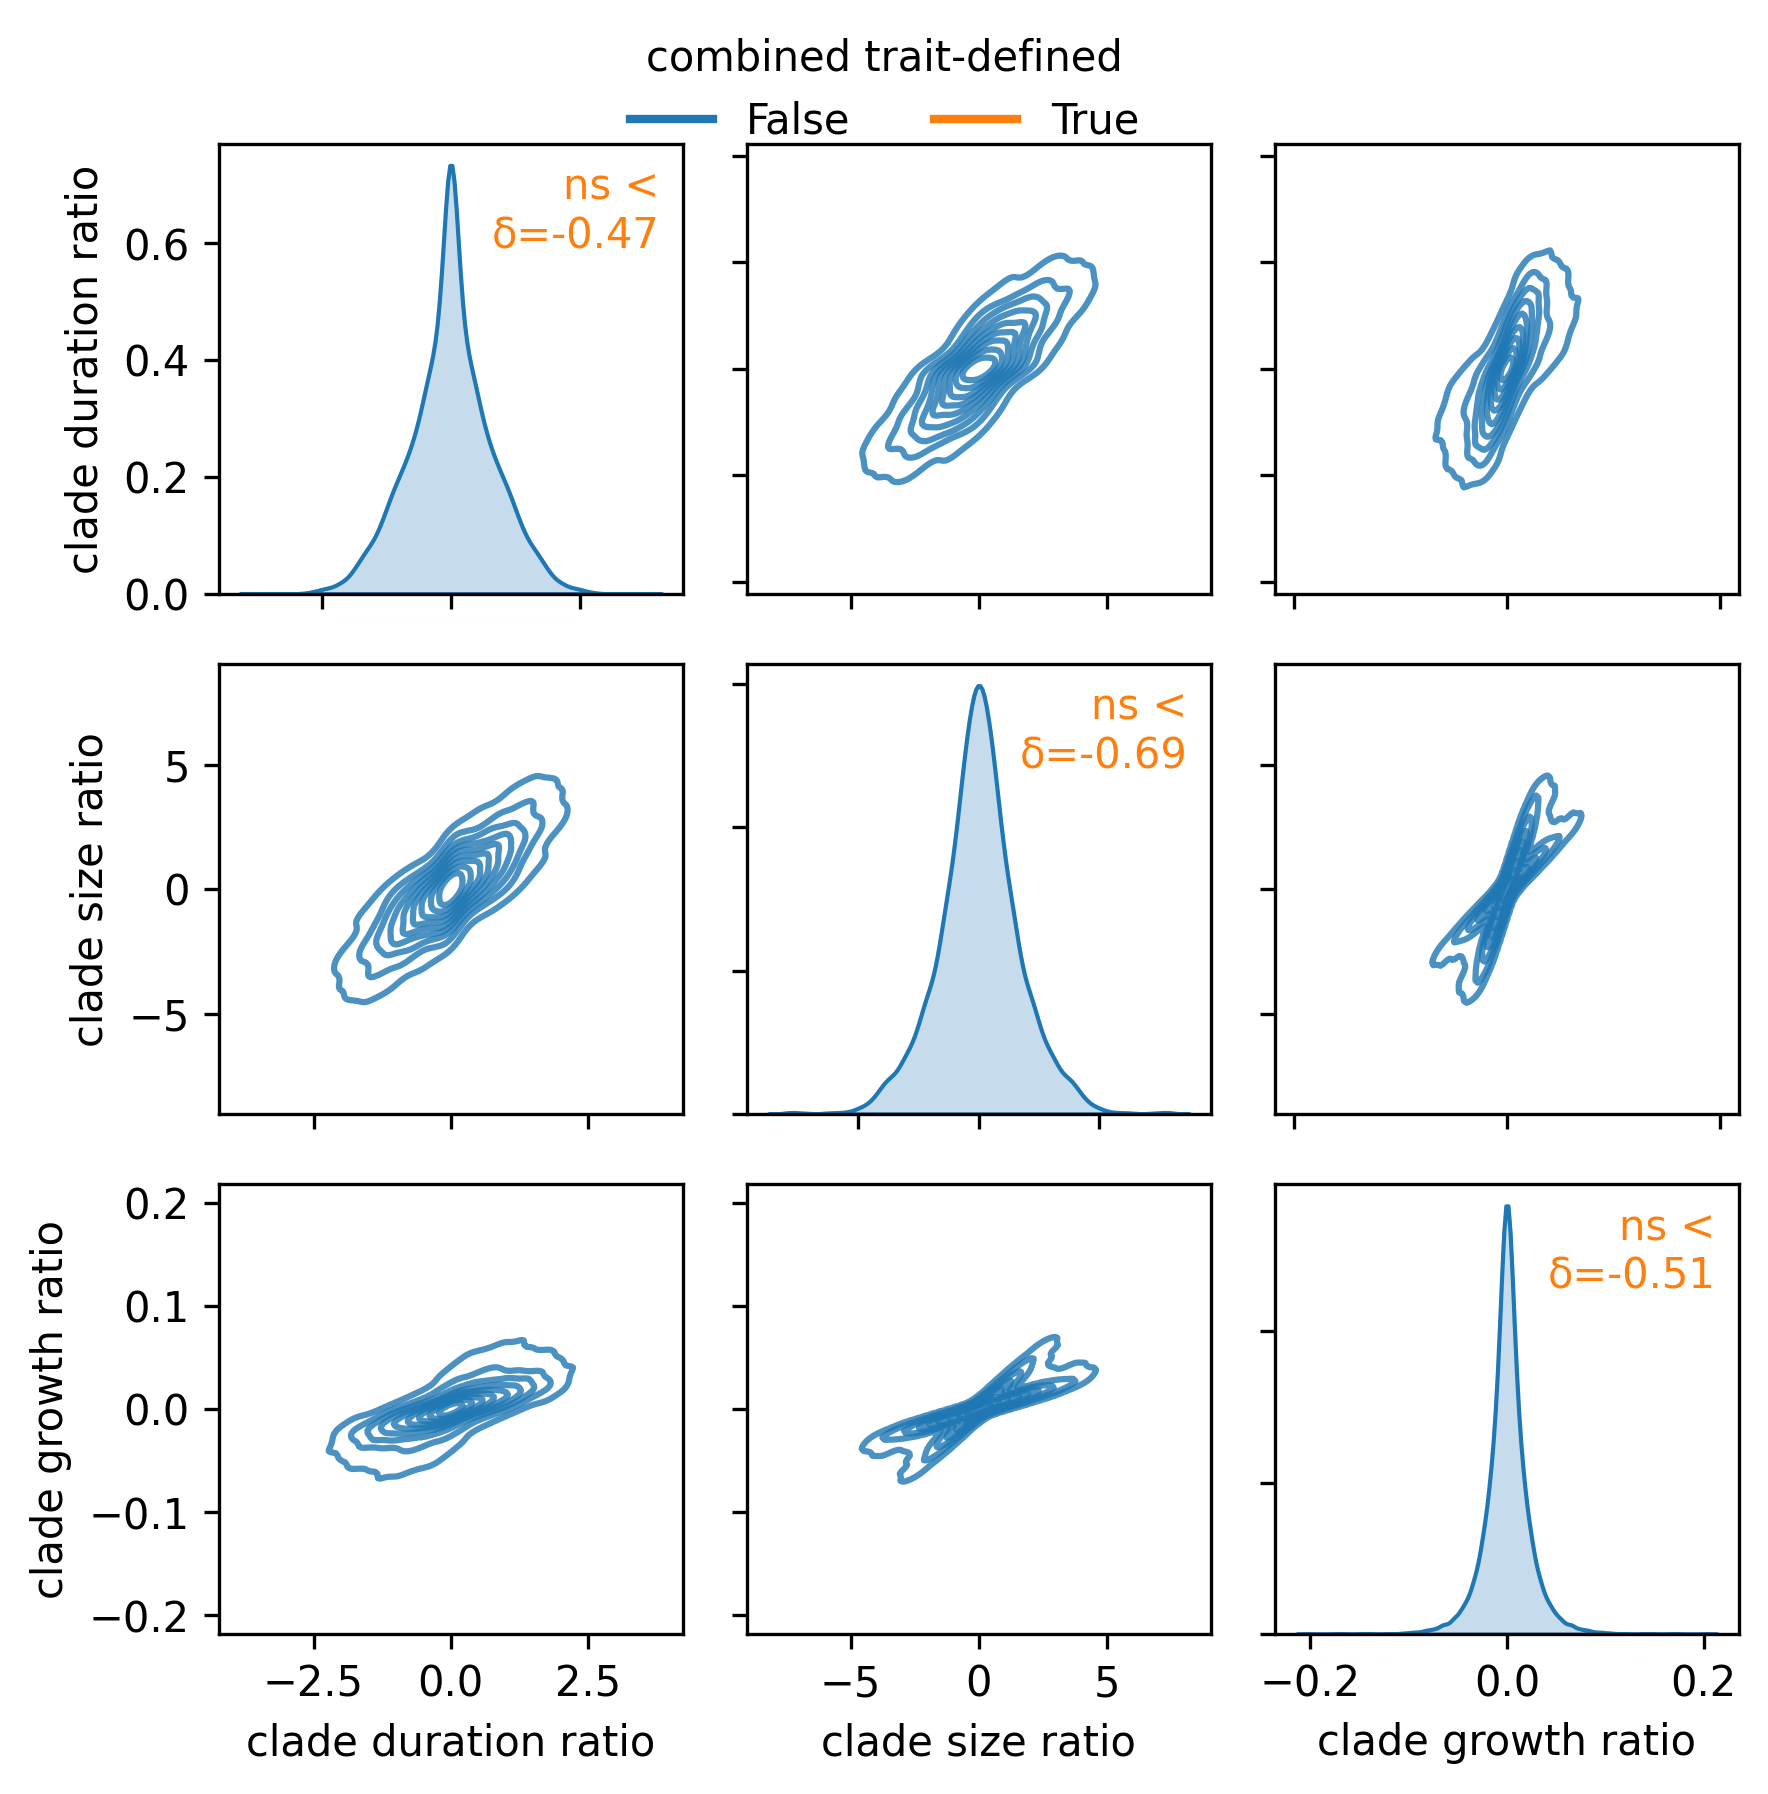 combined trait-defined
False True
clade duration ratio
0.6
0.4
0.2
0.0
ns <
δ=-0.47
clade size ratio
5
0
−5
ns <
δ=-0.69
clade growth ratio
0.2
0.1
0.0
−0.1
−0.2
ns <
δ=-0.51
−2.5 0.0 2.5
−5 0 5
−0.2 0.0 0.2
clade duration ratio
clade size ratio
clade growth ratio